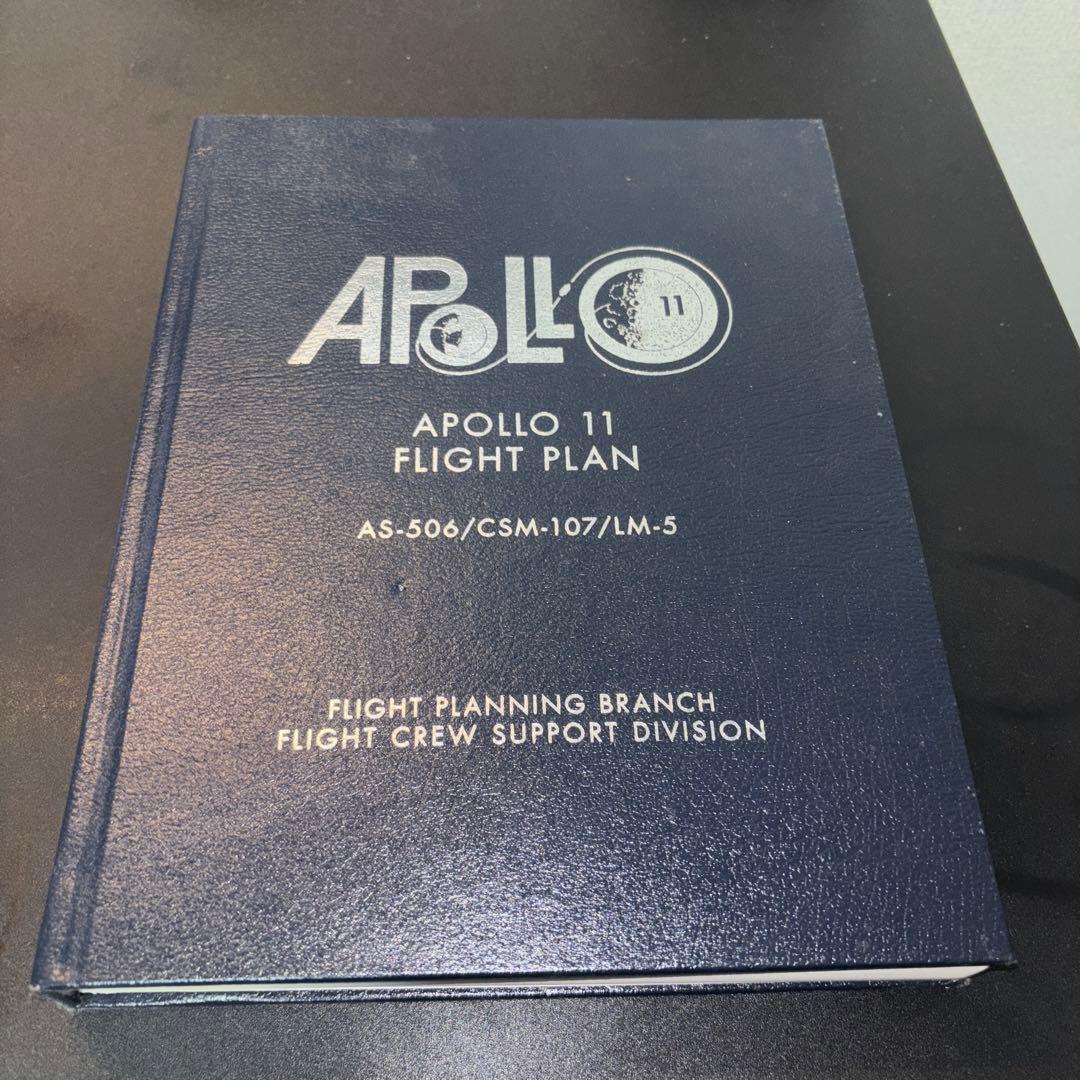 APOLLO
11
APOLLO 11
FLIGHT PLAN
AS-506/CSM-107/LM-5
FLIGHT PLANNING BRANCH
FLIGHT CREW SUPPORT DIVISION